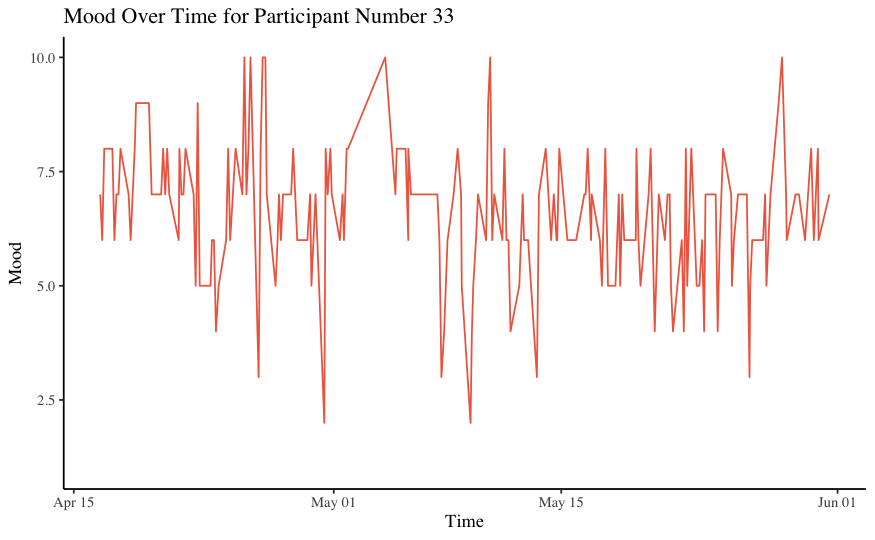 Mood Over Time for Participant Number 33
10.0
7.5
5.0
2.5
Mood
Apr 15 May 01 May 15 Jun 01
Time